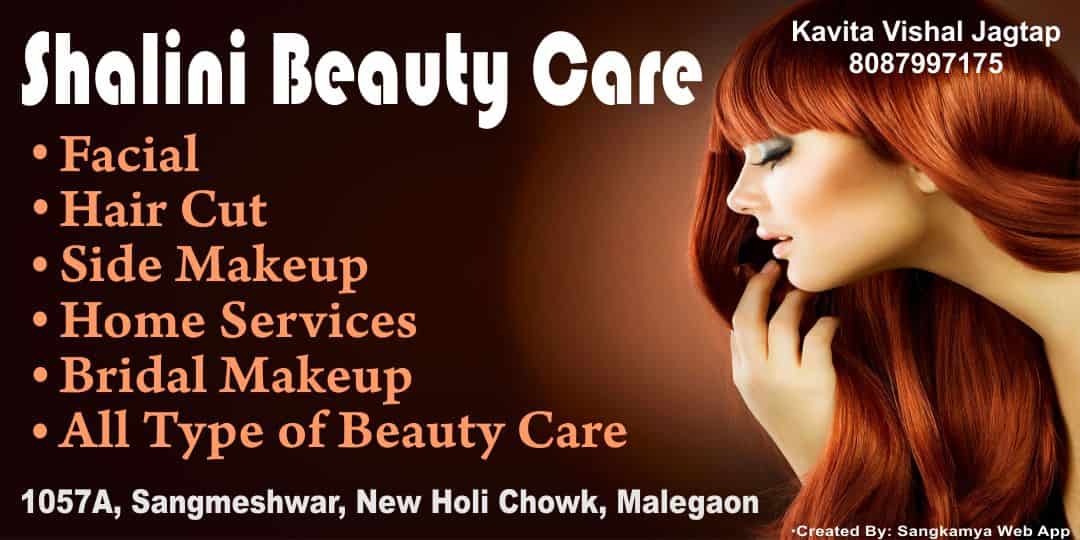 Shalini Beauty Care
Kavita Vishal Jagtap
8087997175
• Facial
• Hair Cut
• Side Makeup
• Home Services
• Bridal Makeup
• All Type of Beauty Care
1057A, Sangmeshwar, New Holi Chowk, Malegaon
•Created By: Sangkamya Web App